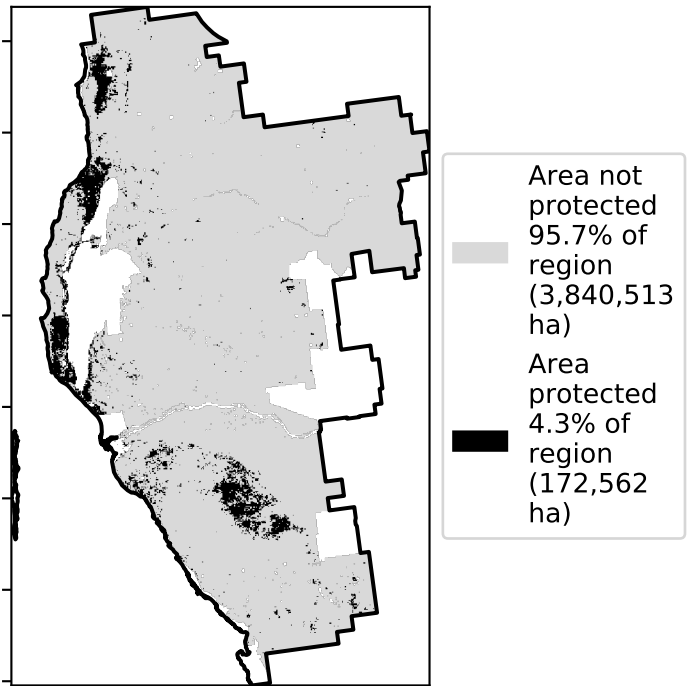 Area not
protected
95.7% of
region
(3,840,513
ha)
Area
protected
4.3% of
region
(172,562
ha)